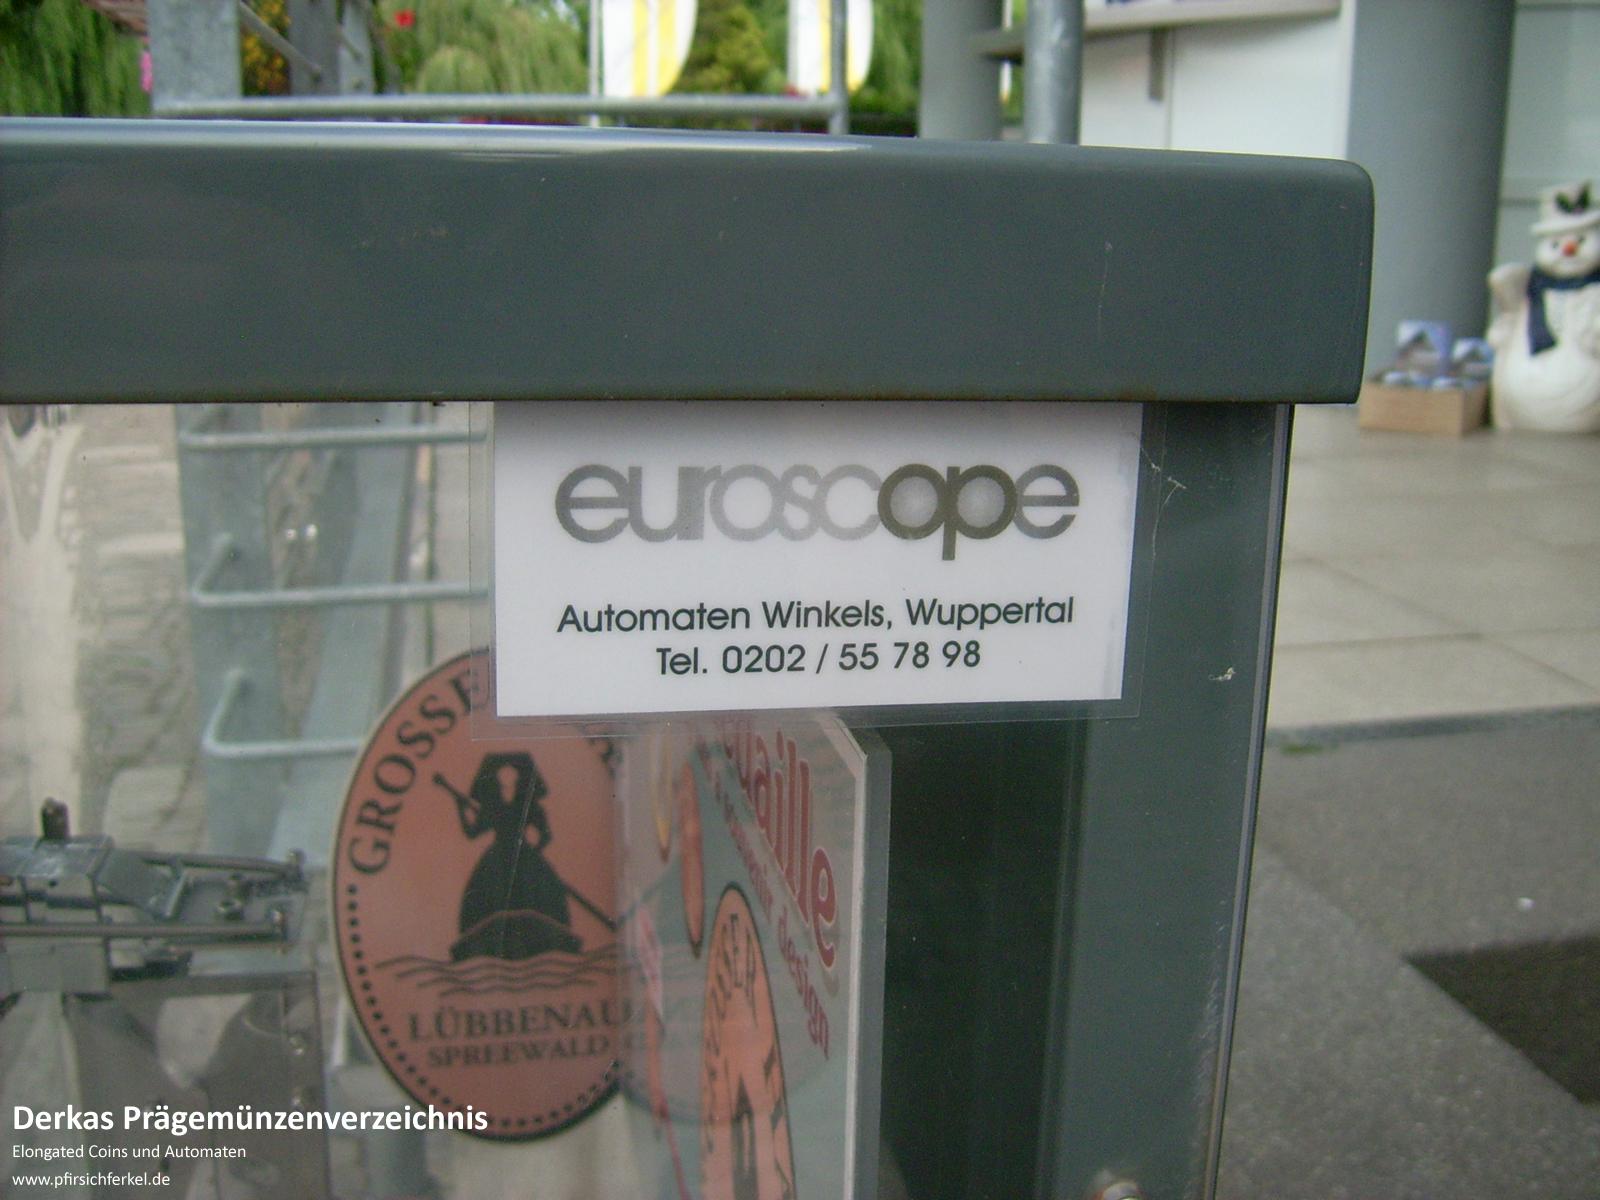 euroscope
Automaten Winkels, Wuppertal
Tel. 0202 / 55 78 98
GROSSE
LÜBBENAU
SPREEWALD
souvenir design
Derkas Prägemünzenverzeichnis
Elongated Coins und Automaten
www.pfirsichferkel.de